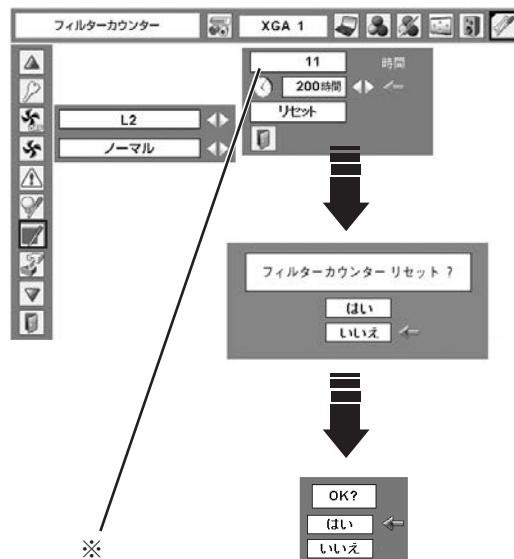 フィルターカウンター
XGA 1
11 時間
200時間
リセット
L2
ノーマル
フィルターカウンター リセット ?
はい
いいえ
OK?
はい
いいえ
※